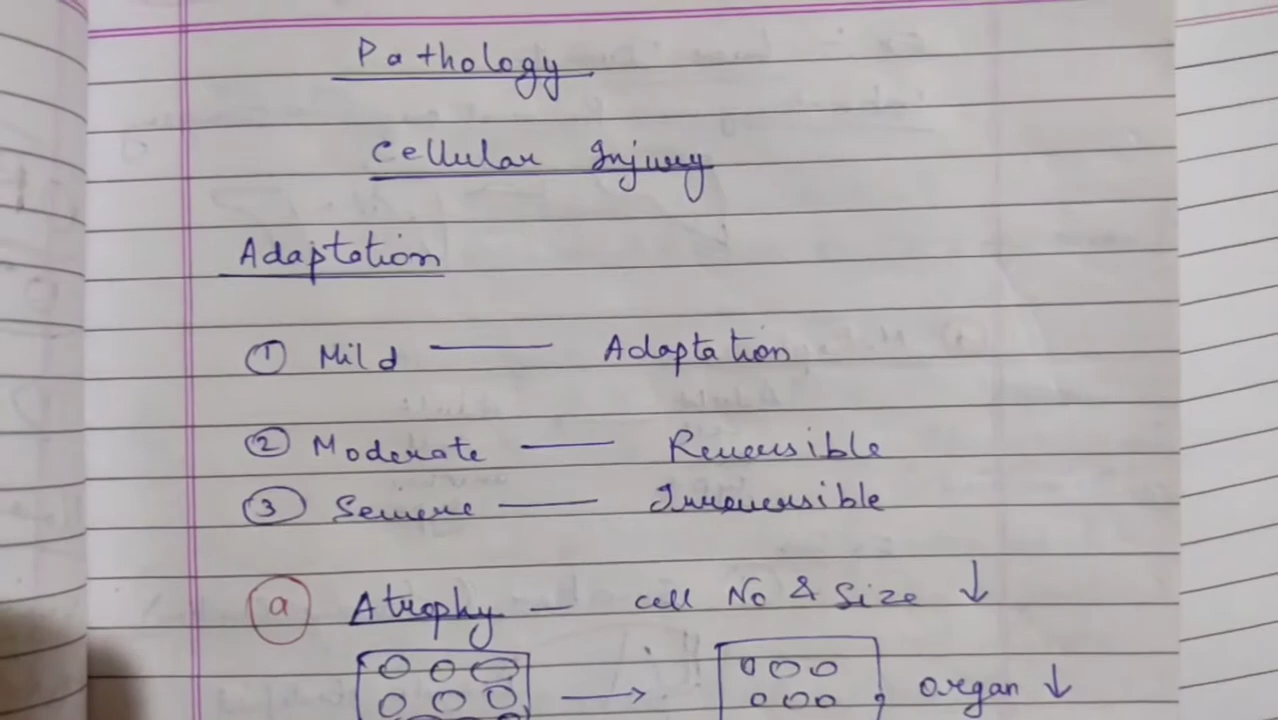 Pathology
Cellular Injury
Adaptation
① Mild —— Adaptation
② Moderate —— Reversible
③ Severe —— Irreversible
ⓐ Atrophy — cell No & Size ↓
→ organ ↓